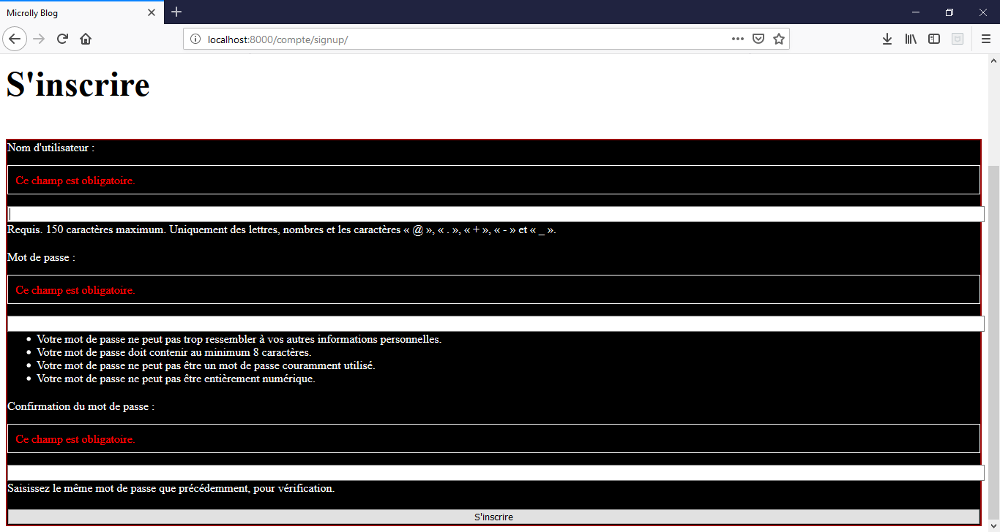 Microlly Blog
localhost:8000/compte/signup/
S'inscrire
Nom d'utilisateur :
Ce champ est obligatoire.
Requis. 150 caractères maximum. Uniquement des lettres, nombres et les caractères « @ », « . », « + », « - » et « _ ».
Mot de passe :
Ce champ est obligatoire.
• Votre mot de passe ne peut pas trop ressembler à vos autres informations personnelles.
• Votre mot de passe doit contenir au minimum 8 caractères.
• Votre mot de passe ne peut pas être un mot de passe couramment utilisé.
• Votre mot de passe ne peut pas être entièrement numérique.
Confirmation du mot de passe :
Ce champ est obligatoire.
Saisissez le même mot de passe que précédemment, pour vérification.
S'inscrire